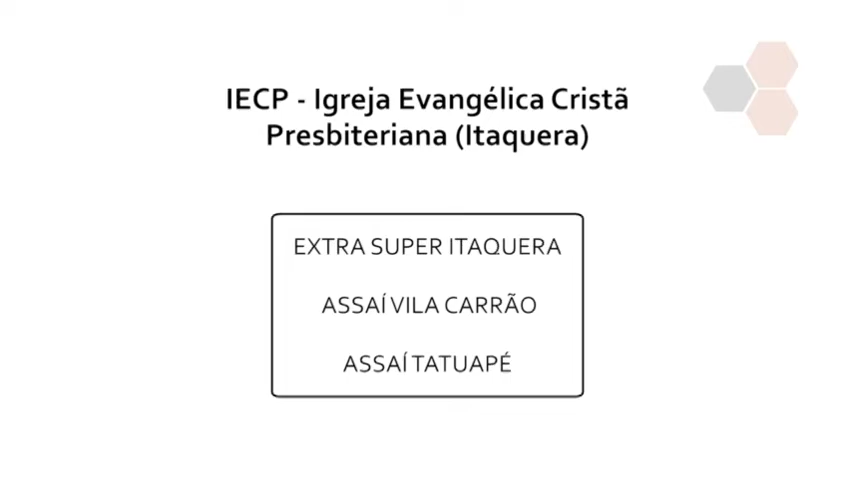 IECP - Igreja Evangélica Cristã
Presbiteriana (Itaquera)
EXTRA SUPER ITAQUERA
ASSAÍ VILA CARRÃO
ASSAÍ TATUAPÉ